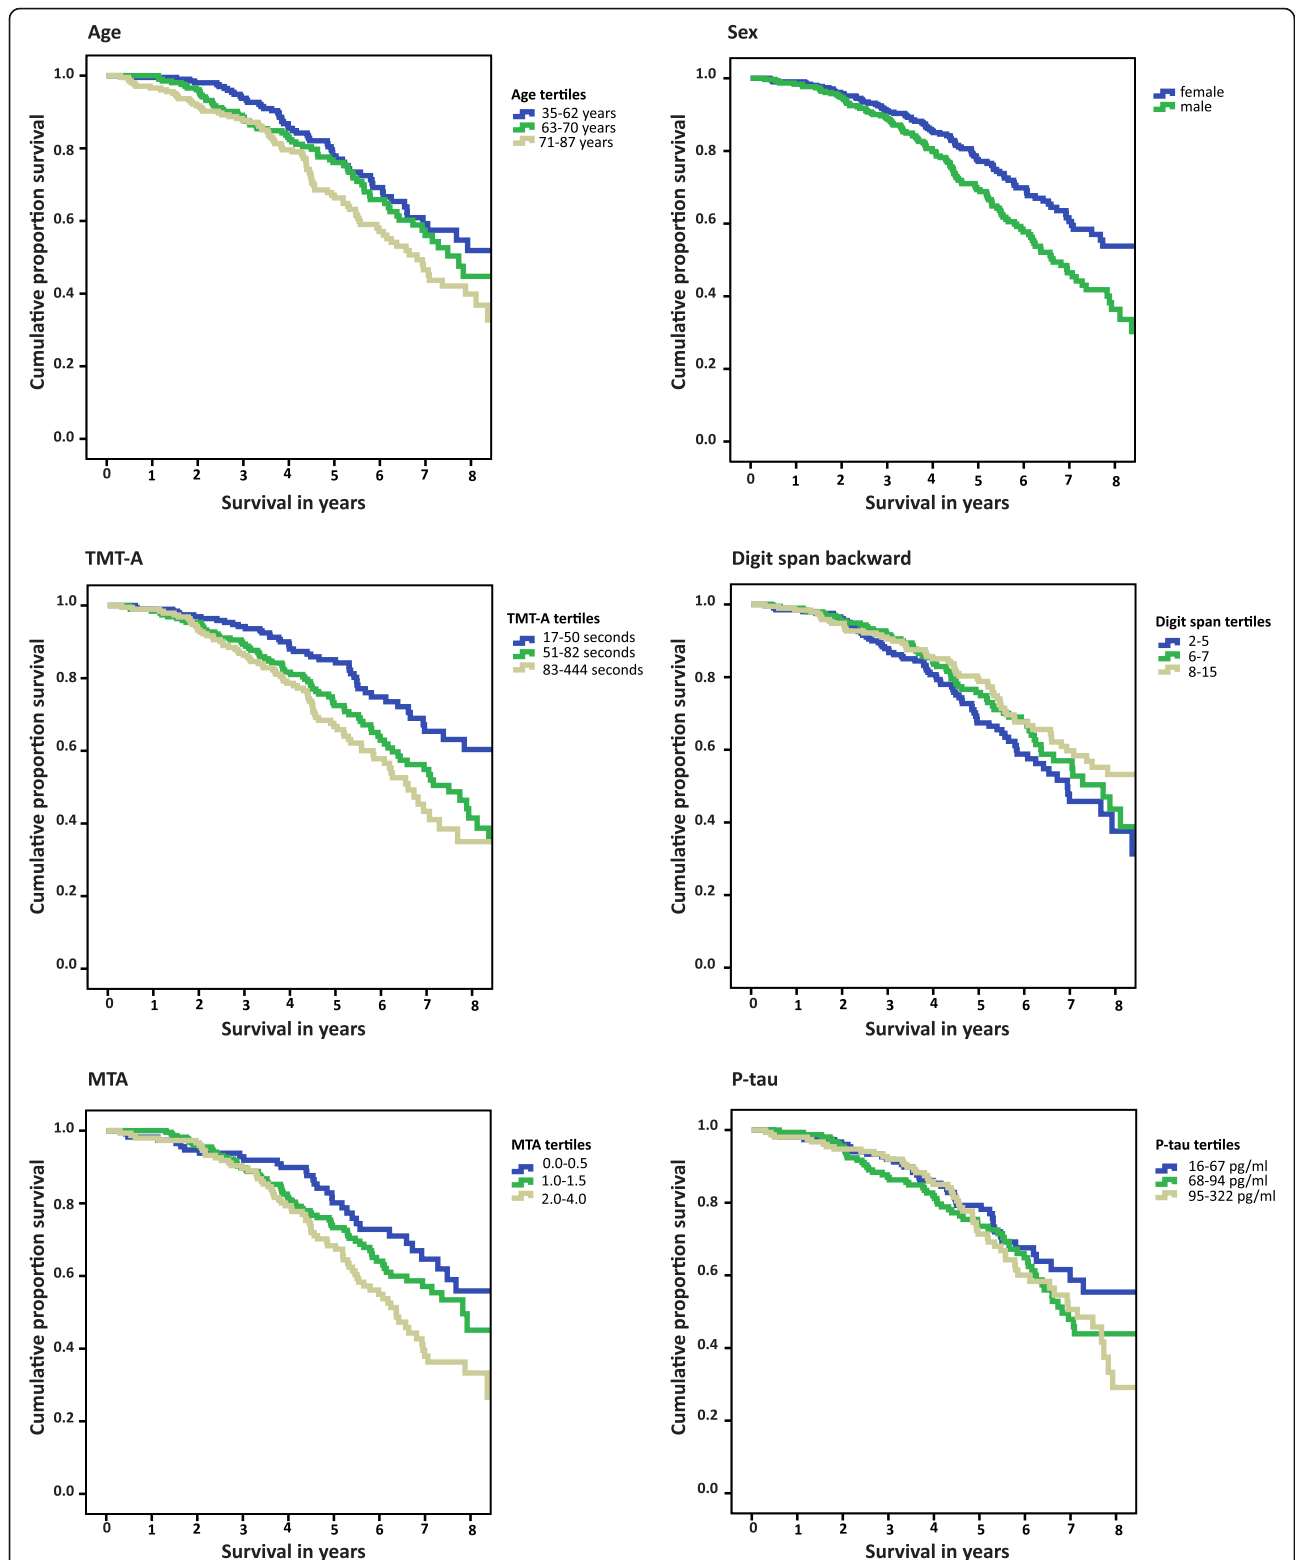 Age
Cumulative proportion survival
1.0
0.8
0.6
0.4
0.2
0.0
0 1 2 3 4 5 6 7 8
Survival in years
Age tertiles
35-62 years
63-70 years
71-87 years
Sex
Cumulative proportion survival
1.0
0.8
0.6
0.4
0.2
0.0
0 1 2 3 4 5 6 7 8
Survival in years
female
male
TMT-A
Cumulative proportion survival
1.0
0.8
0.6
0.4
0.2
0.0
0 1 2 3 4 5 6 7 8
Survival in years
TMT-A tertiles
17-50 seconds
51-82 seconds
83-444 seconds
Digit span backward
Cumulative proportion survival
1.0
0.8
0.6
0.4
0.2
0.0
0 1 2 3 4 5 6 7 8
Survival in years
Digit span tertiles
2-5
6-7
8-15
MTA
Cumulative proportion survival
1.0
0.8
0.6
0.4
0.2
0.0
0 1 2 3 4 5 6 7 8
Survival in years
MTA tertiles
0.0-0.5
1.0-1.5
2.0-4.0
P-tau
Cumulative proportion survival
1.0
0.8
0.6
0.4
0.2
0.0
0 1 2 3 4 5 6 7 8
Survival in years
P-tau tertiles
16-67 pg/ml
68-94 pg/ml
95-322 pg/ml